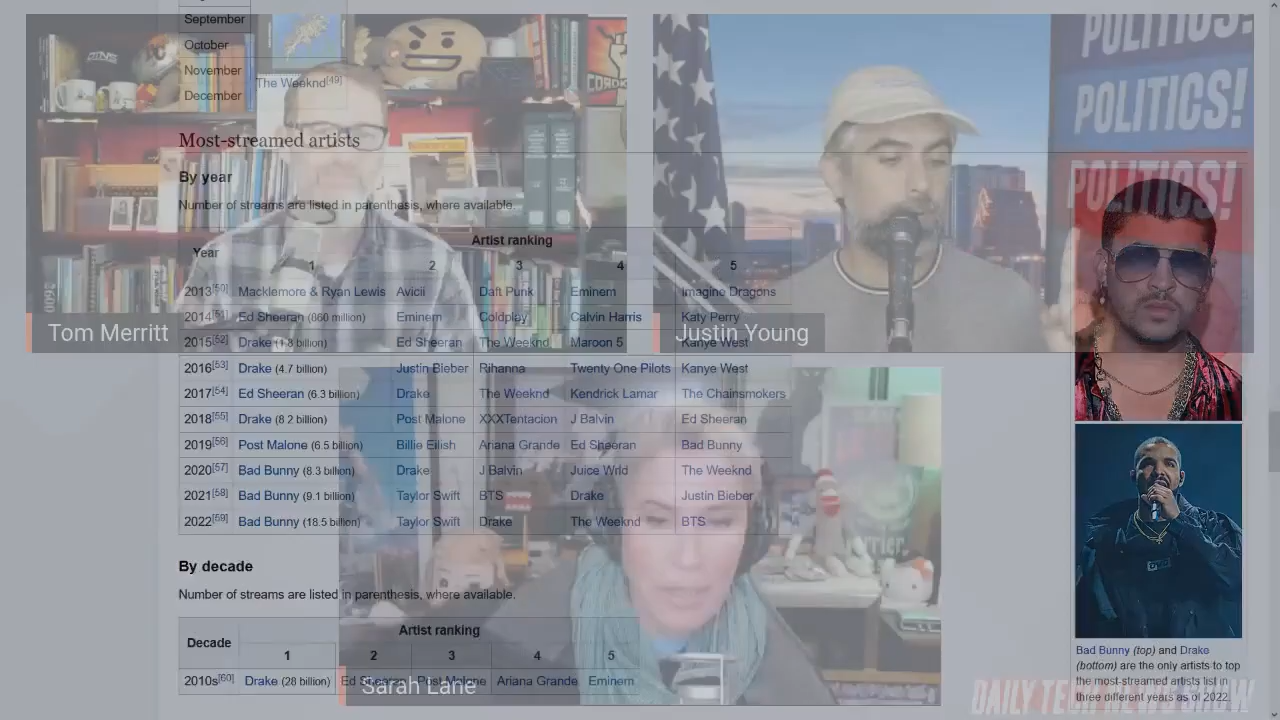 September
October
November
December
The Weeknd[49]
Most-streamed artists
By year
Number of streams are listed in parenthesis, where available.
Year
Artist ranking
1 2 3 4 5
2013[50] Macklemore & Ryan Lewis Avicii Daft Punk Eminem Imagine Dragons
2014[51] Ed Sheeran (860 million) Eminem Coldplay Calvin Harris Katy Perry
2015[52] Drake (1.8 billion) Ed Sheeran The Weeknd Maroon 5 Kanye West
2016[53] Drake (4.7 billion) Justin Bieber Rihanna Twenty One Pilots Kanye West
2017[54] Ed Sheeran (6.3 billion) Drake The Weeknd Kendrick Lamar The Chainsmokers
2018[55] Drake (8.2 billion) Post Malone XXXTentacion J Balvin Ed Sheeran
2019[56] Post Malone (6.5 billion) Billie Eilish Ariana Grande Ed Sheeran Bad Bunny
2020[57] Bad Bunny (8.3 billion) Drake J Balvin Juice Wrld The Weeknd
2021[58] Bad Bunny (9.1 billion) Taylor Swift BTS Drake Justin Bieber
2022[59] Bad Bunny (18.5 billion) Taylor Swift Drake The Weeknd BTS
By decade
Number of streams are listed in parenthesis, where available.
Decade
Artist ranking
1 2 3 4 5
2010s[60] Drake (28 billion) Ed Sheeran Post Malone Ariana Grande Eminem
POLITICS!
POLITICS!
POLITICS!
Tom Merritt
Justin Young
Sarah Lane
Bad Bunny (top) and Drake
(bottom) are the only artists to top
the most-streamed artists list in
three different years as of 2022.
DAILY TECH NEWS SHOW